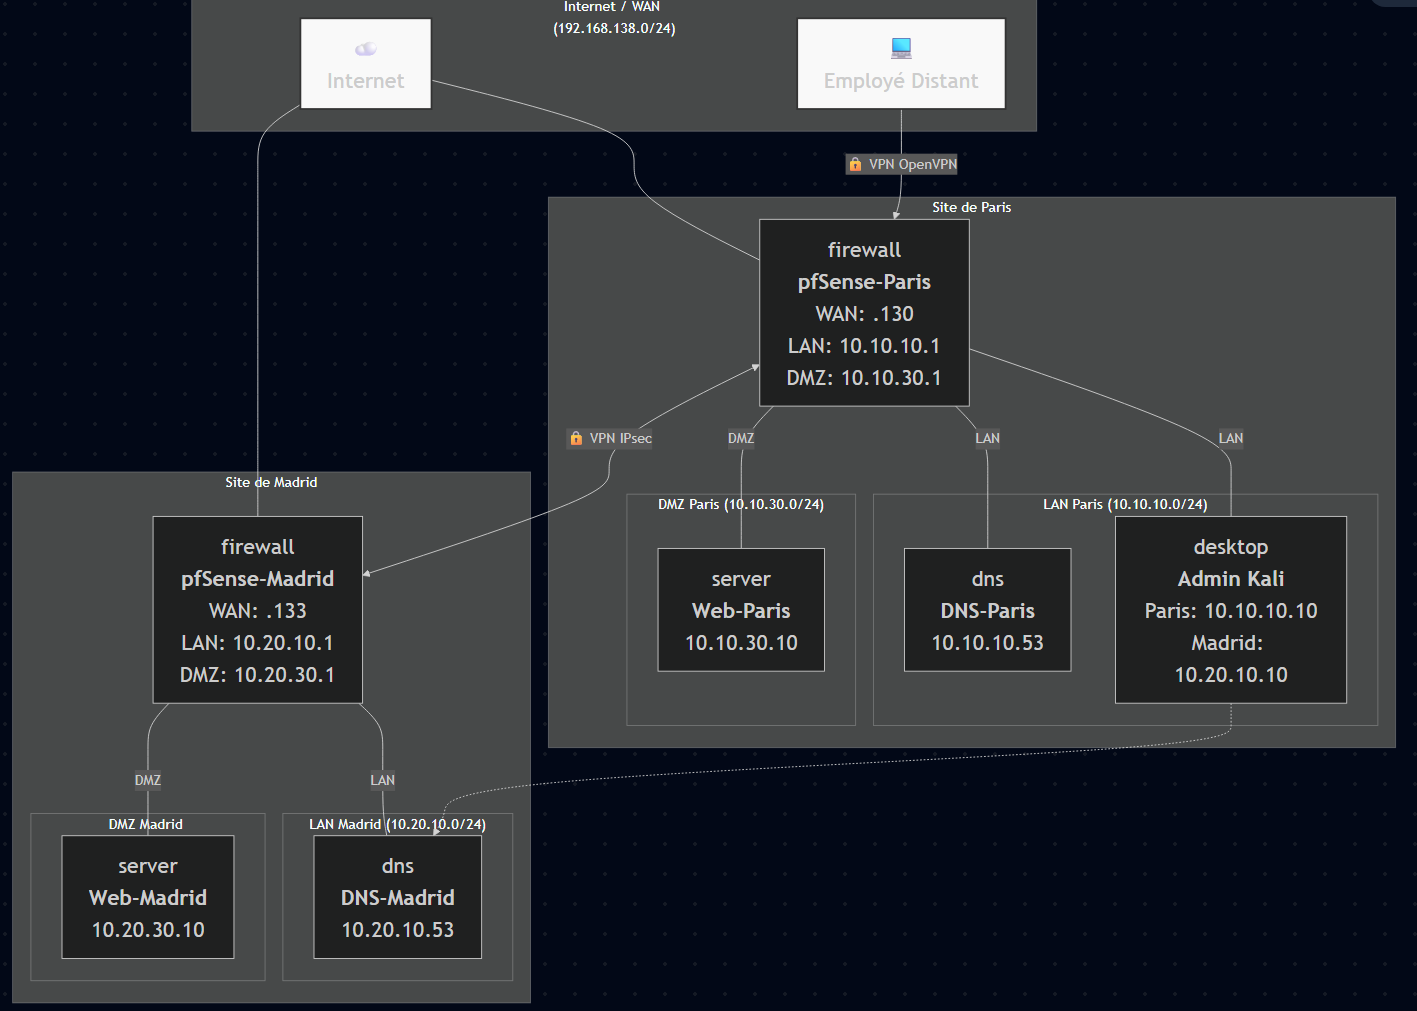 Internet / WAN
(192.168.138.0/24)
Internet
Employé Distant
VPN OpenVPN
Site de Paris
firewall
pfSense-Paris
WAN: .130
LAN: 10.10.10.1
DMZ: 10.10.30.1
VPN IPsec
DMZ
LAN
LAN
Site de Madrid
firewall
pfSense-Madrid
WAN: .133
LAN: 10.20.10.1
DMZ: 10.20.30.1
DMZ Paris (10.10.30.0/24)
server
Web-Paris
10.10.30.10
LAN Paris (10.10.10.0/24)
dns
DNS-Paris
10.10.10.53
desktop
Admin Kali
Paris: 10.10.10.10
Madrid:
10.20.10.10
DMZ
LAN
DMZ Madrid
server
Web-Madrid
10.20.30.10
LAN Madrid (10.20.10.0/24)
dns
DNS-Madrid
10.20.10.53